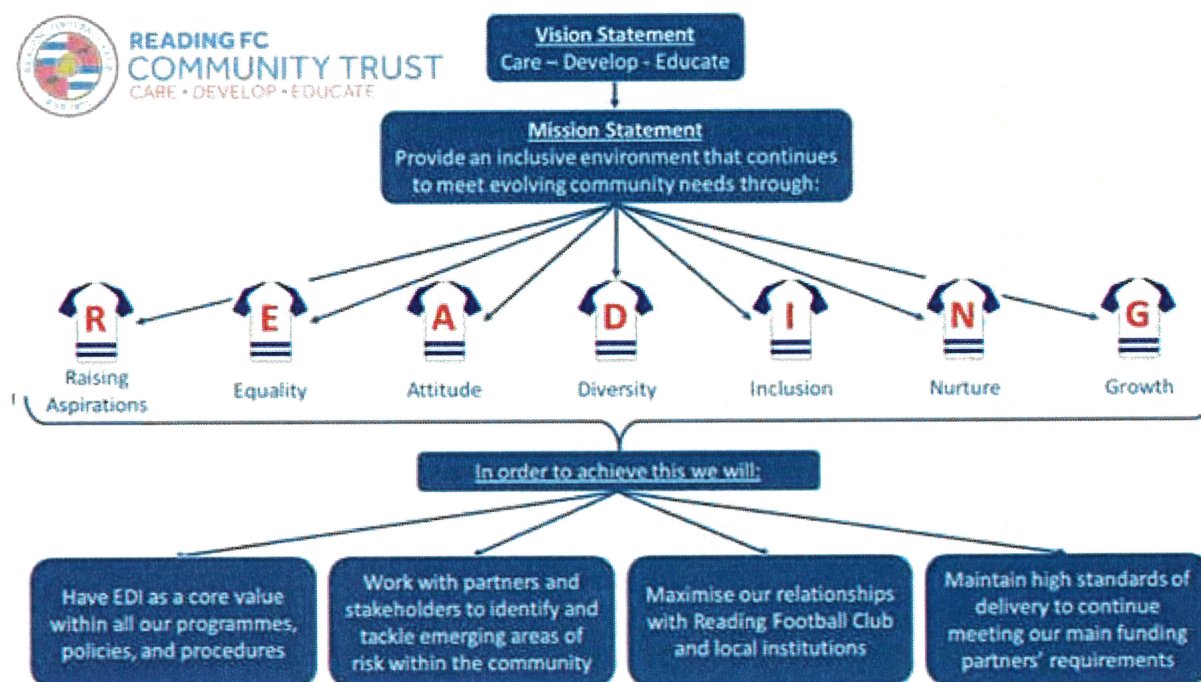 READING FC
COMMUNITY TRUST
CARE • DEVELOP • EDUCATE
Vision Statement
Care – Develop - Educate
Mission Statement
Provide an inclusive environment that continues
to meet evolving community needs through:
R E A D I N G
Raising
Aspirations
Equality
Attitude
Diversity
Inclusion
Nurture
Growth
In order to achieve this we will:
Have EDI as a core value
within all our programmes,
policies, and procedures
Work with partners and
stakeholders to identify and
tackle emerging areas of
risk within the community
Maximise our relationships
with Reading Football Club
and local institutions
Maintain high standards of
delivery to continue
meeting our main funding
partners' requirements